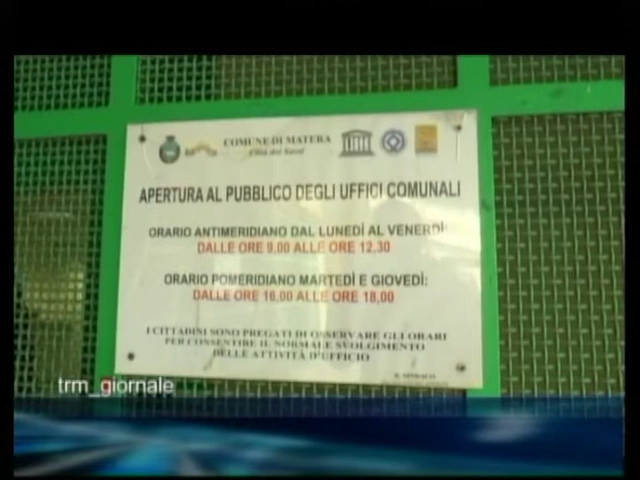 COMUNE DI MATERA
Città dei Sassi
APERTURA AL PUBBLICO DEGLI UFFICI COMUNALI
ORARIO ANTIMERIDIANO DAL LUNEDÌ AL VENERDÌ
DALLE ORE 9,00 ALLE ORE 12,30
ORARIO POMERIDIANO MARTEDÌ E GIOVEDÌ:
DALLE ORE 16,00 ALLE ORE 18,00
I CITTADINI SONO PREGATI DI OSSERVARE GLI ORARI
PER CONSENTIRE IL NORMALE SVOLGIMENTO
DELLE ATTIVITÀ D'UFFICIO
IL SINDACO
trm_giornale